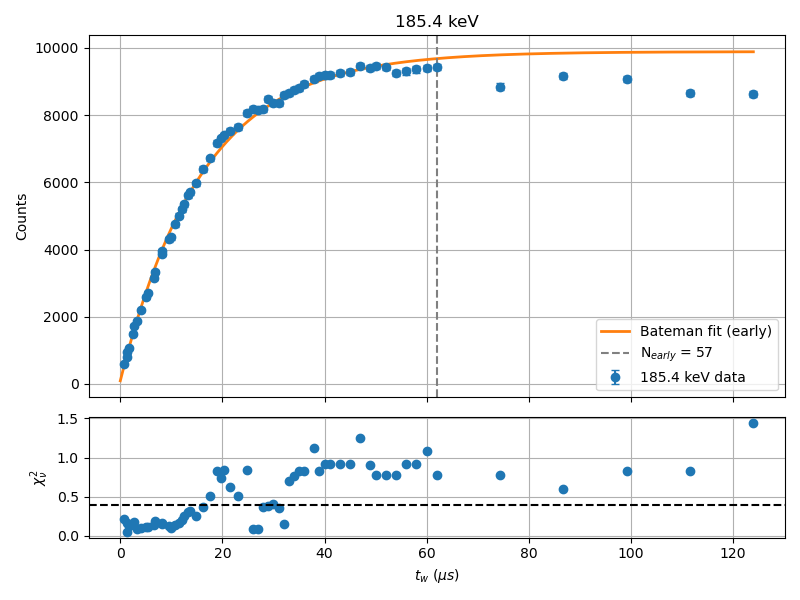 185.4 keV
10000
8000
6000
4000
2000
0
Counts
Bateman fit (early)
N_early = 57
185.4 keV data
1.5
1.0
0.5
0.0
χ²ᵥ
0 20 40 60 80 100 120
t_w (μs)